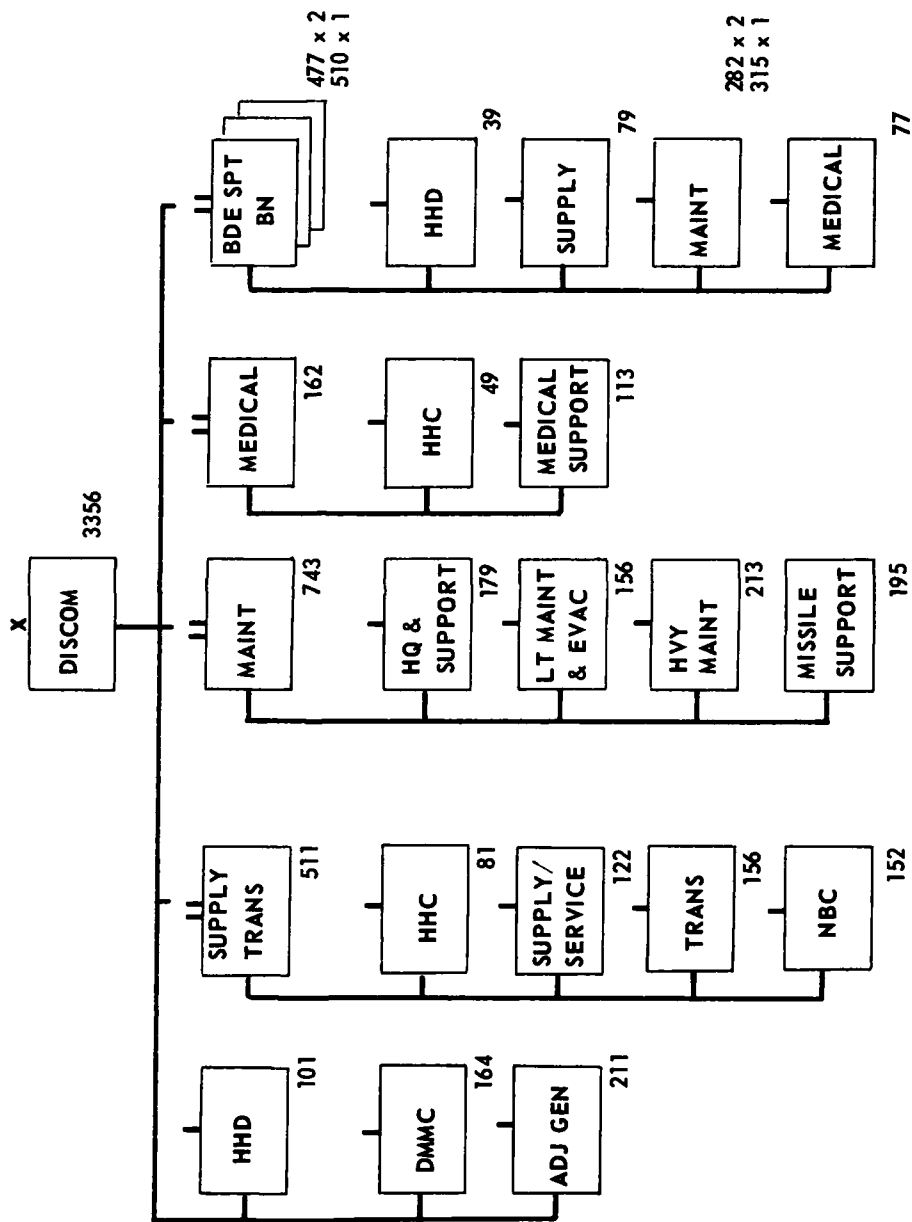 X
DISCOM
3356
HHD
101
DMMC
164
ADJ GEN
211
SUPPLY
TRANS
511
HHC
81
SUPPLY/
SERVICE
122
TRANS
156
NBC
152
MAINT
743
HQ &
SUPPORT
179
LT MAINT
& EVAC
156
HVY
MAINT
213
MISSILE
SUPPORT
195
MEDICAL
162
HHC
49
MEDICAL
SUPPORT
113
BDE SPT
BN
477 x 2
510 x 1
HHD
39
SUPPLY
79
MAINT
282 x 2
315 x 1
MEDICAL
77